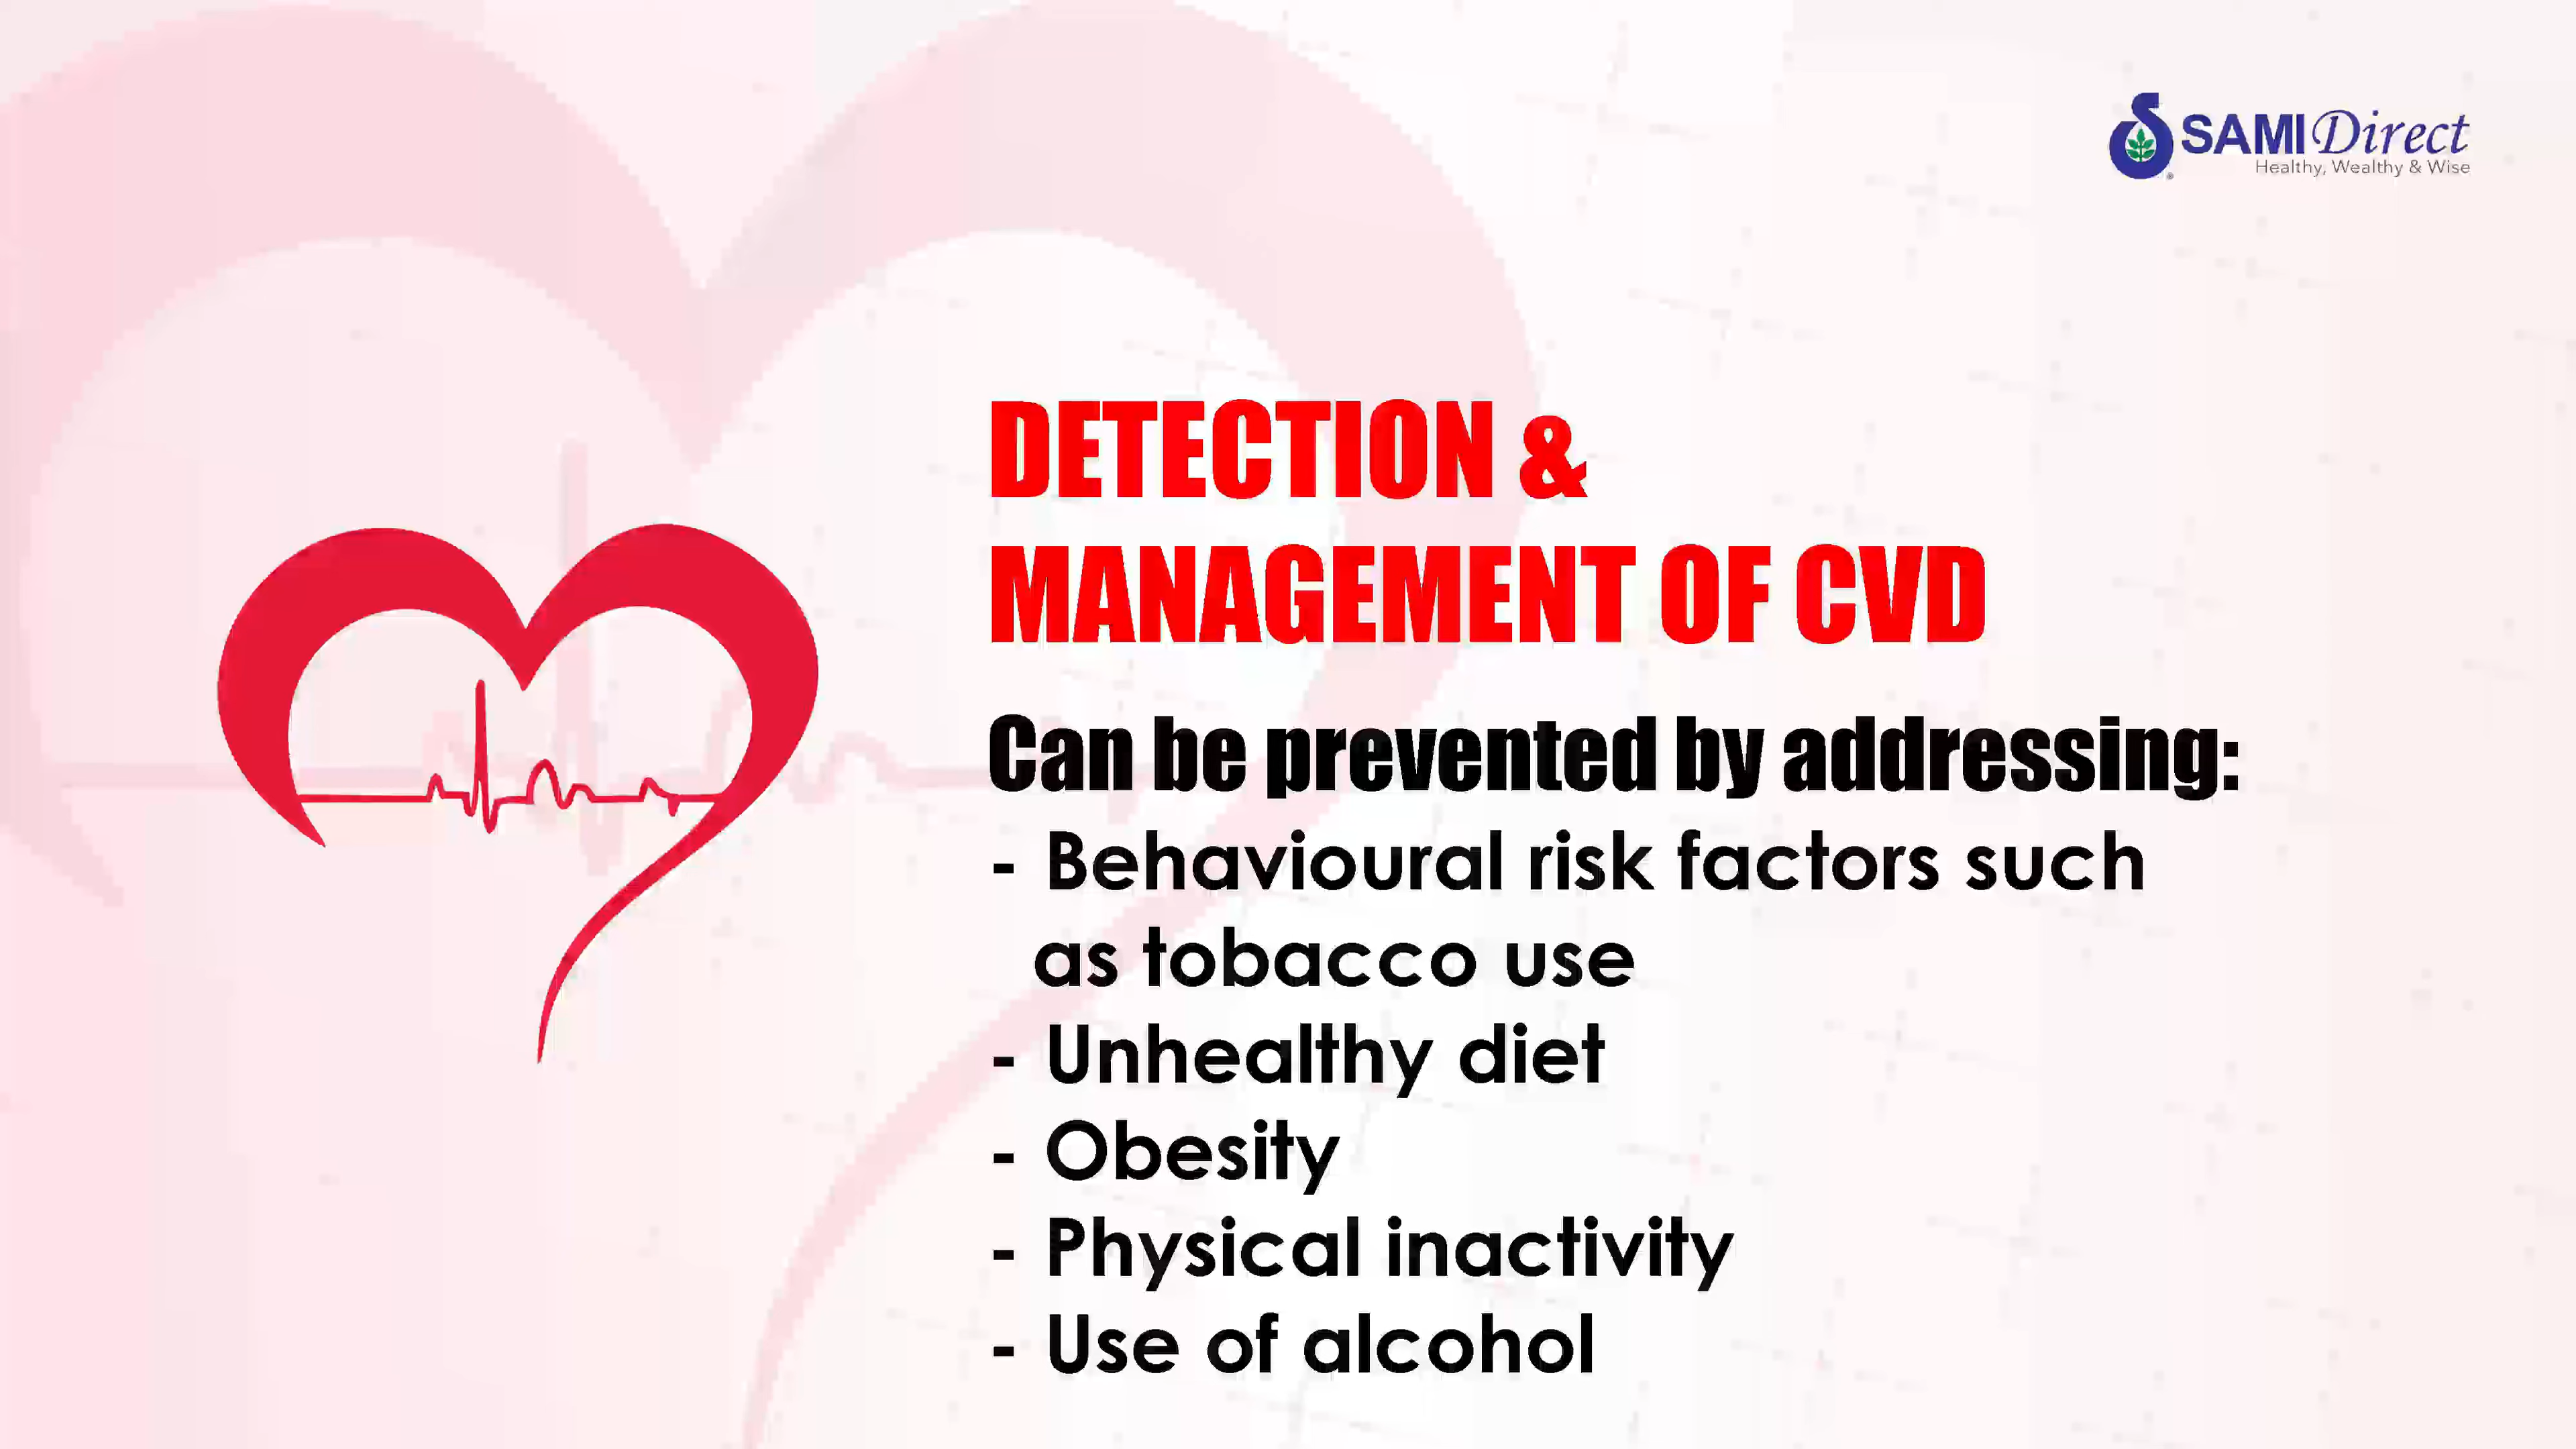 SAMI Direct
Healthy, Wealthy & Wise
DETECTION &
MANAGEMENT OF CVD
Can be prevented by addressing:
- Behavioural risk factors such
as tobacco use
- Unhealthy diet
- Obesity
- Physical inactivity
- Use of alcohol